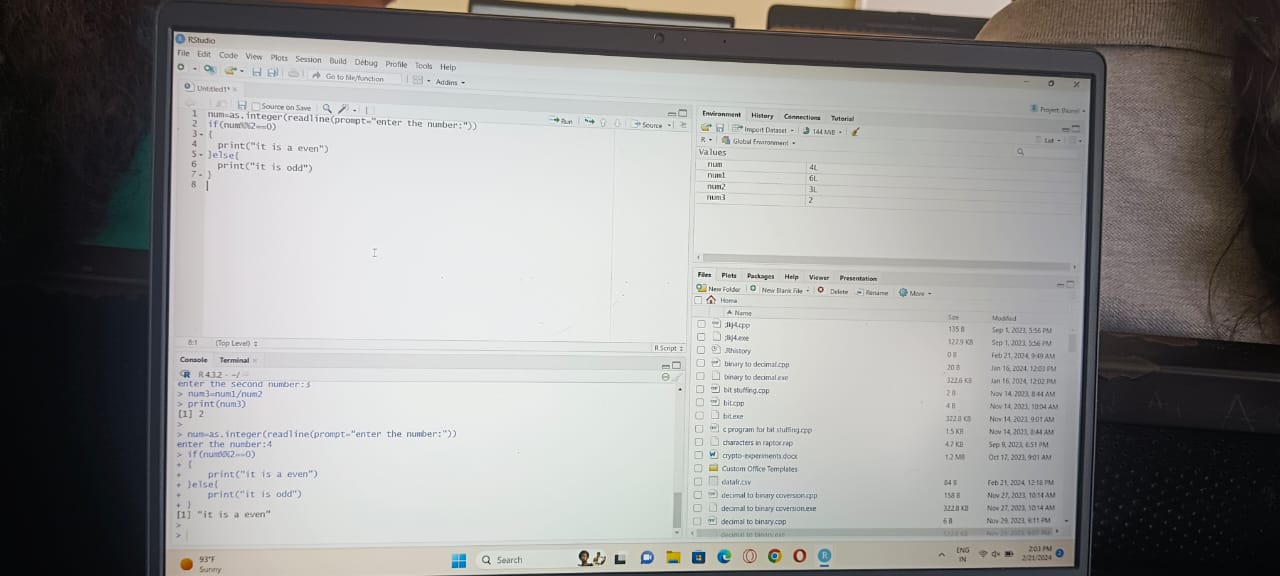 RStudio
File Edit Code View Plots Session Build Debug Profile Tools Help
Go to file/function Addins
Untitled1*
Source on Save Run Source
1 num=as.integer(readline(prompt="enter the number:"))
2 if(num%%2==0)
3 {
4 print("it is a even")
5 }else{
6 print("it is odd")
7 }
8
8:1 (Top Level) R Script
Console Terminal
R 4.3.2 · ~/
enter the second number:3
> num3=num1/num2
> print(num3)
[1] 2
>
> num=as.integer(readline(prompt="enter the number:"))
enter the number:4
> if(num%%2==0)
+ {
+ print("it is a even")
+ }else{
+ print("it is odd")
+ }
[1] "it is a even"
>
>
Environment History Connections Tutorial
Import Dataset 144 MiB List
R Global Environment
Values
num 4L
num1 6L
num2 3L
num3 2
Files Plots Packages Help Viewer Presentation
New Folder New Blank File Delete Rename More
Home
Name Size Modified
135 B Sep 1, 2023, 5:56 PM
122.9 KB Sep 1, 2023, 5:56 PM
.Rhistory 0 B Feb 21, 2024, 9:49 AM
binary to decimal.cpp 20 B Jan 16, 2024, 12:03 PM
binary to decimal.exe 322.6 KB Jan 16, 2024, 12:02 PM
bit stuffing.cpp 2 B Nov 14, 2023, 8:44 AM
bit.cpp 4 B Nov 14, 2023, 10:04 AM
bit.exe 322.8 KB Nov 14, 2023, 9:01 AM
c program for bit stuffing.cpp 1.5 KB Nov 14, 2023, 8:44 AM
characters in raptor.rap 4.7 KB Sep 9, 2023, 6:51 PM
crypto-experiments.docx 1.2 MB Oct 17, 2023, 9:01 AM
Custom Office Templates
datafr.csv 84 B Feb 21, 2024, 12:18 PM
decimal to binary coversion.cpp 158 B Nov 27, 2023, 10:14 AM
decimal to binary coversion.exe 322.8 KB Nov 27, 2023, 10:14 AM
decimal to binary.cpp 6 B Nov 29, 2023, 9:11 PM
decimal to binary.exe
93°F
Sunny
Search
ENG
IN
2:03 PM
2/21/2024